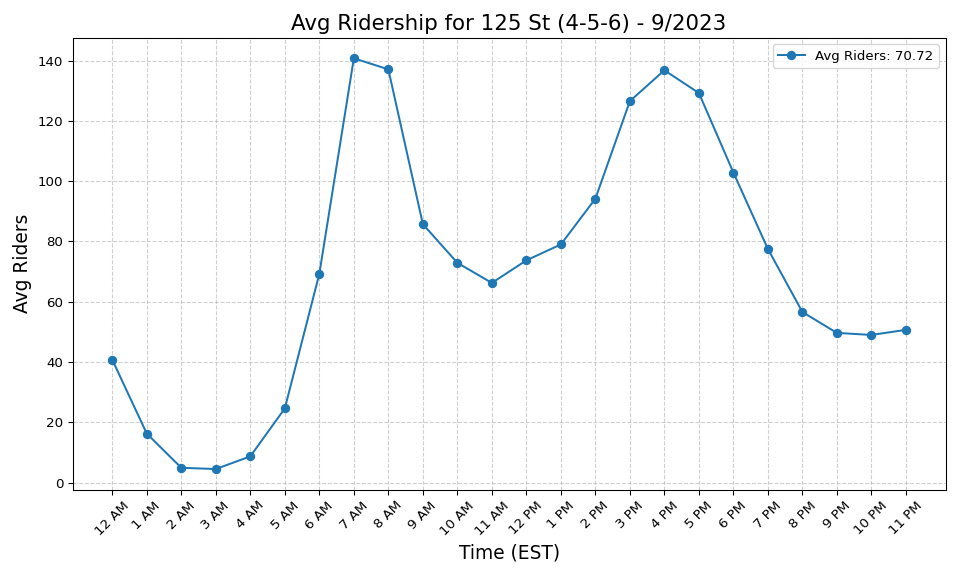 Avg Ridership for 125 St (4-5-6) - 9/2023
Avg Riders: 70.72
Avg Riders
140
120
100
80
60
40
20
0
12 AM
1 AM
2 AM
3 AM
4 AM
5 AM
6 AM
7 AM
8 AM
9 AM
10 AM
11 AM
12 PM
1 PM
2 PM
3 PM
4 PM
5 PM
6 PM
7 PM
8 PM
9 PM
10 PM
11 PM
Time (EST)